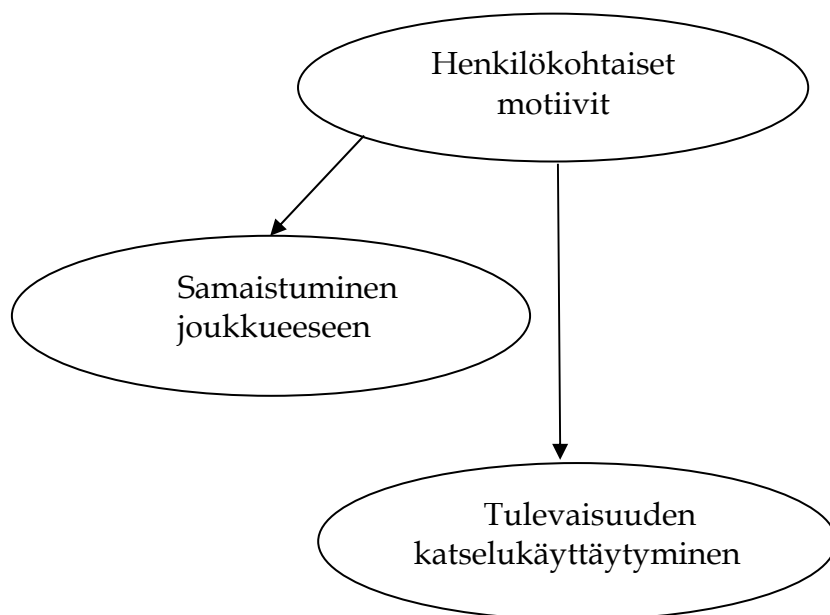 Henkilökohtaiset
motiivit
Samaistuminen
joukkueeseen
Tulevaisuuden
katselukäyttäytyminen